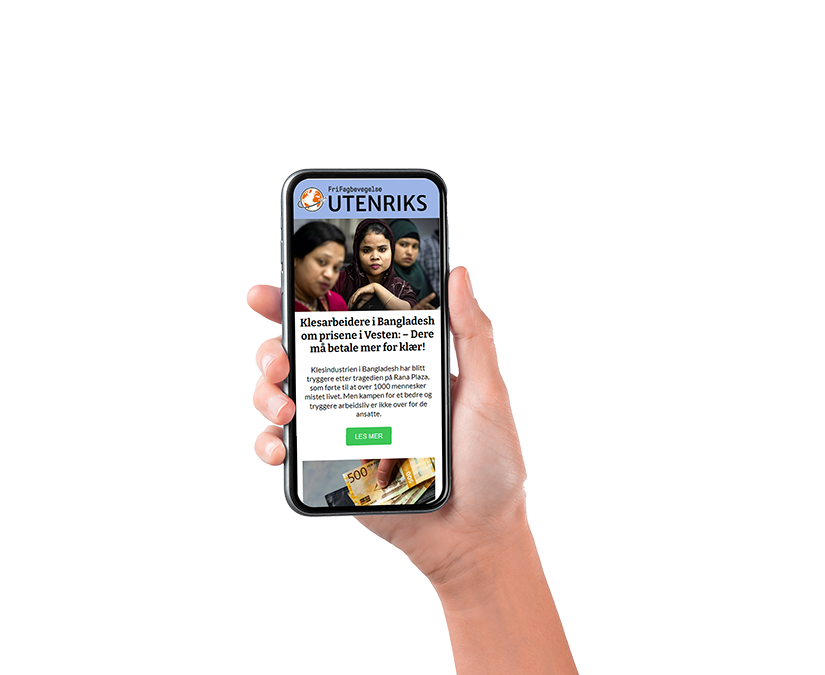 FriFagbevegelse
UTENRIKS
Klesarbeidere i Bangladesh
om prisene i Vesten: – Dere
må betale mer for klær!
Klesindustrien i Bangladesh har blitt
tryggere etter tragedien på Rana Plaza,
som førte til at over 1000 mennesker
mistet livet. Men kampen for et bedre og
tryggere arbeidsliv er ikke over for de
ansatte.
LES MER
500